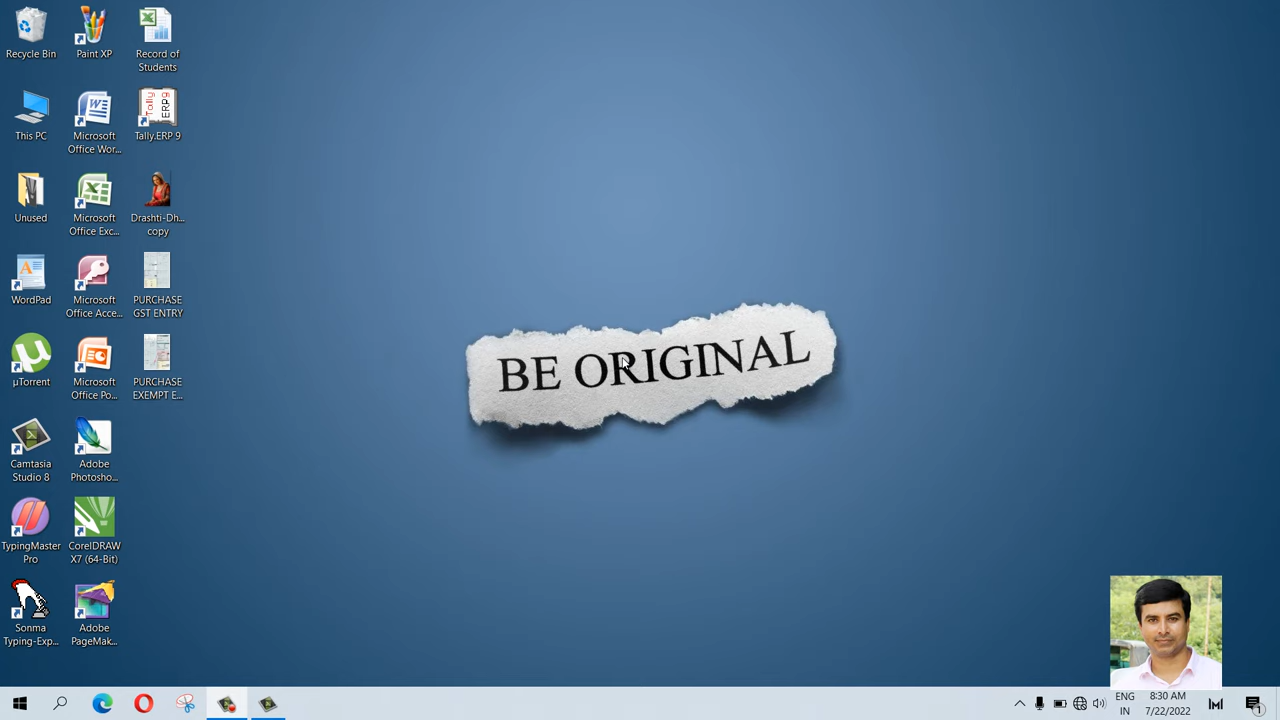 Recycle Bin
Paint XP
Record of
Students
This PC
Microsoft
Office Wor...
Tally
ERP9
Tally.ERP 9
Unused
Microsoft
Office Exc...
Drashti-Dh...
copy
WordPad
Microsoft
Office Acce...
PURCHASE
GST ENTRY
µTorrent
Microsoft
Office Po...
PURCHASE
EXEMPT E...
BE ORIGINAL
Camtasia
Studio 8
Adobe
Photosho...
TypingMaster
Pro
CorelDRAW
X7 (64-Bit)
Sonma
Typing-Exp...
Adobe
PageMak...
ENG
IN
8:30 AM
7/22/2022
1